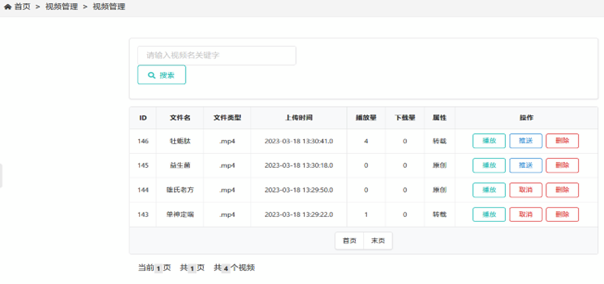 首页 > 视频管理 > 视频管理
请输入视频名关键字
搜索
ID 文件名 文件类型 上传时间 播放量 下载量 属性 操作
146 牡蛎肽 .mp4 2023-03-18 13:30:41.0 4 0 转载 播放 推送 删除
145 益生菌 .mp4 2023-03-18 13:30:18.0 0 0 原创 播放 推送 删除
144 唐氏老方 .mp4 2023-03-18 13:29:50.0 0 0 原创 播放 取消 删除
143 .mp4 2023-03-18 13:29:22.0 1 0 转载 播放 取消 删除
首页 末页
当前1页 共1页 共4个视频